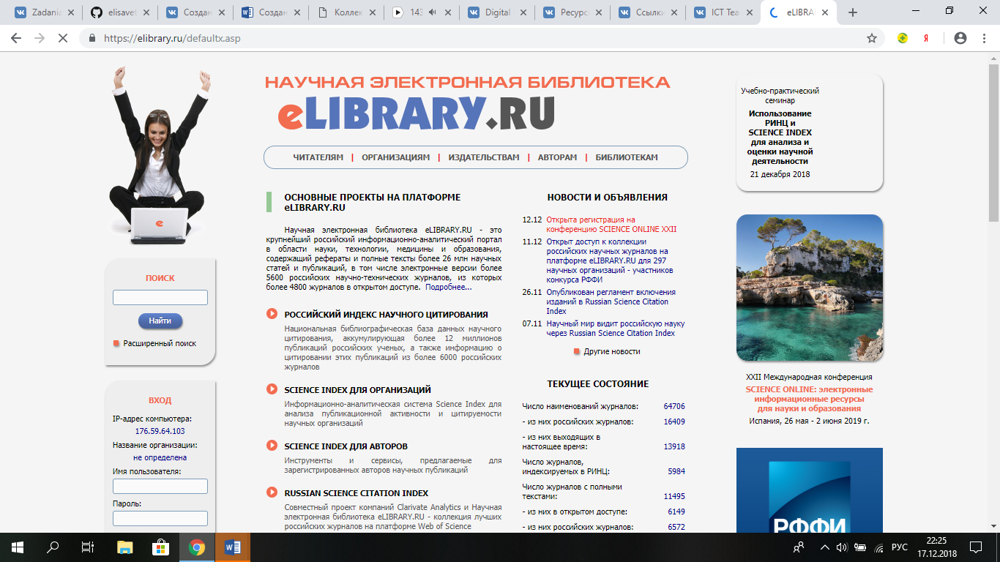 Zadania
elisavet
Создан
Создан
Коллек
143
Digital
Ресурс
Ссылки
ICT Tea
eLIBRAI
https://elibrary.ru/defaultx.asp
НАУЧНАЯ ЭЛЕКТРОННАЯ БИБЛИОТЕКА
eLIBRARY.RU
ЧИТАТЕЛЯМ | ОРГАНИЗАЦИЯМ | ИЗДАТЕЛЬСТВАМ | АВТОРАМ | БИБЛИОТЕКАМ
ПОИСК
Найти
Расширенный поиск
ВХОД
IP-адрес компьютера:
176.59.64.103
Название организации:
не определена
Имя пользователя:
Пароль:
ОСНОВНЫЕ ПРОЕКТЫ НА ПЛАТФОРМЕ
eLIBRARY.RU
Научная электронная библиотека eLIBRARY.RU - это
крупнейший российский информационно-аналитический портал
в области науки, технологии, медицины и образования,
содержащий рефераты и полные тексты более 26 млн научных
статей и публикаций, в том числе электронные версии более
5600 российских научно-технических журналов, из которых
более 4800 журналов в открытом доступе. Подробнее...
РОССИЙСКИЙ ИНДЕКС НАУЧНОГО ЦИТИРОВАНИЯ
Национальная библиографическая база данных научного
цитирования, аккумулирующая более 12 миллионов
публикаций российских ученых, а также информацию о
цитировании этих публикаций из более 6000 российских
журналов
SCIENCE INDEX ДЛЯ ОРГАНИЗАЦИЙ
Информационно-аналитическая система Science Index для
анализа публикационной активности и цитируемости
научных организаций
SCIENCE INDEX ДЛЯ АВТОРОВ
Инструменты и сервисы, предлагаемые для
зарегистрированных авторов научных публикаций
RUSSIAN SCIENCE CITATION INDEX
Совместный проект компаний Clarivate Analytics и Научная
электронная библиотека eLIBRARY.RU - коллекция лучших
российских журналов на платформе Web of Science
НОВОСТИ И ОБЪЯВЛЕНИЯ
12.12 Открыта регистрация на
конференцию SCIENCE ONLINE XXII
11.12 Открыт доступ к коллекции
российских научных журналов на
платформе eLIBRARY.RU для 297
научных организаций - участников
конкурса РФФИ
26.11 Опубликован регламент включения
изданий в Russian Science Citation
Index
07.11 Научный мир видит российскую науку
через Russian Science Citation Index
Другие новости
ТЕКУЩЕЕ СОСТОЯНИЕ
Число наименований журналов: 64706
- из них российских журналов: 16409
- из них выходящих в
настоящее время: 13918
Число журналов,
индексируемых в РИНЦ: 5984
Число журналов с полными
текстами: 11495
- из них в открытом доступе: 6149
- из них российских журналов: 6572
Учебно-практический
семинар
Использование
РИНЦ и
SCIENCE INDEX
для анализа и
оценки научной
деятельности
21 декабря 2018
XXII Международная конференция
SCIENCE ONLINE: электронные
информационные ресурсы
для науки и образования
Испания, 26 мая - 2 июня 2019 г.
РФФИ
РУС
22:25
17.12.2018